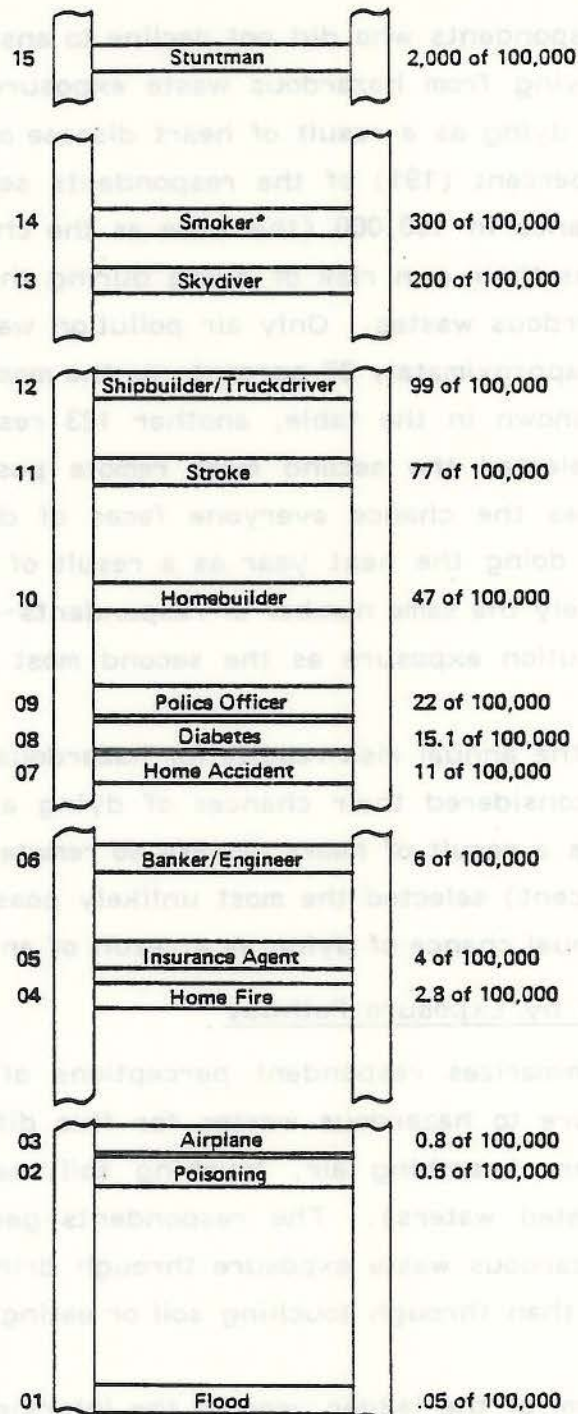 15 Stuntman 2,000 of 100,000
14 Smoker* 300 of 100,000
13 Skydiver 200 of 100,000
12 Shipbuilder/Truckdriver 99 of 100,000
11 Stroke 77 of 100,000
10 Homebuilder 47 of 100,000
09 Police Officer 22 of 100,000
08 Diabetes 15.1 of 100,000
07 Home Accident 11 of 100,000
06 Banker/Engineer 6 of 100,000
05 Insurance Agent 4 of 100,000
04 Home Fire 2.8 of 100,000
03 Airplane 0.8 of 100,000
02 Poisoning 0.6 of 100,000
01 Flood .05 of 100,000